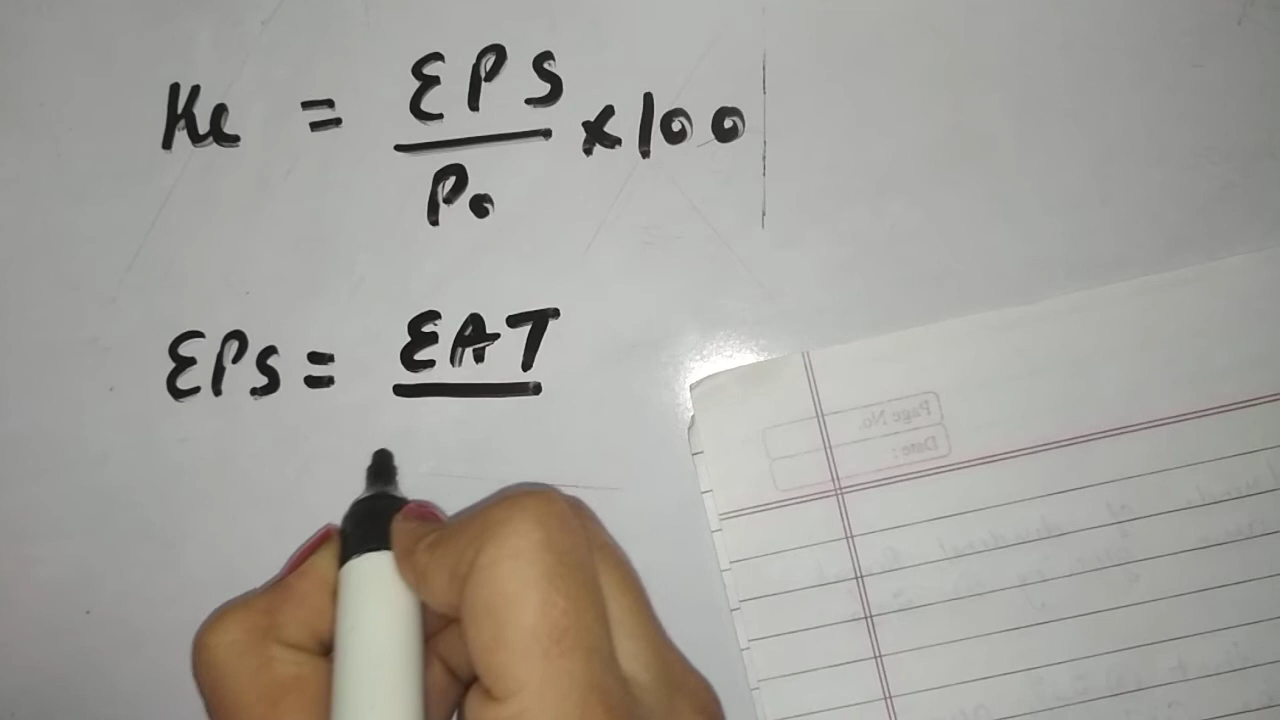 Ke = EPS / P₀ × 100
EPS = EAT
Page No.
Date: